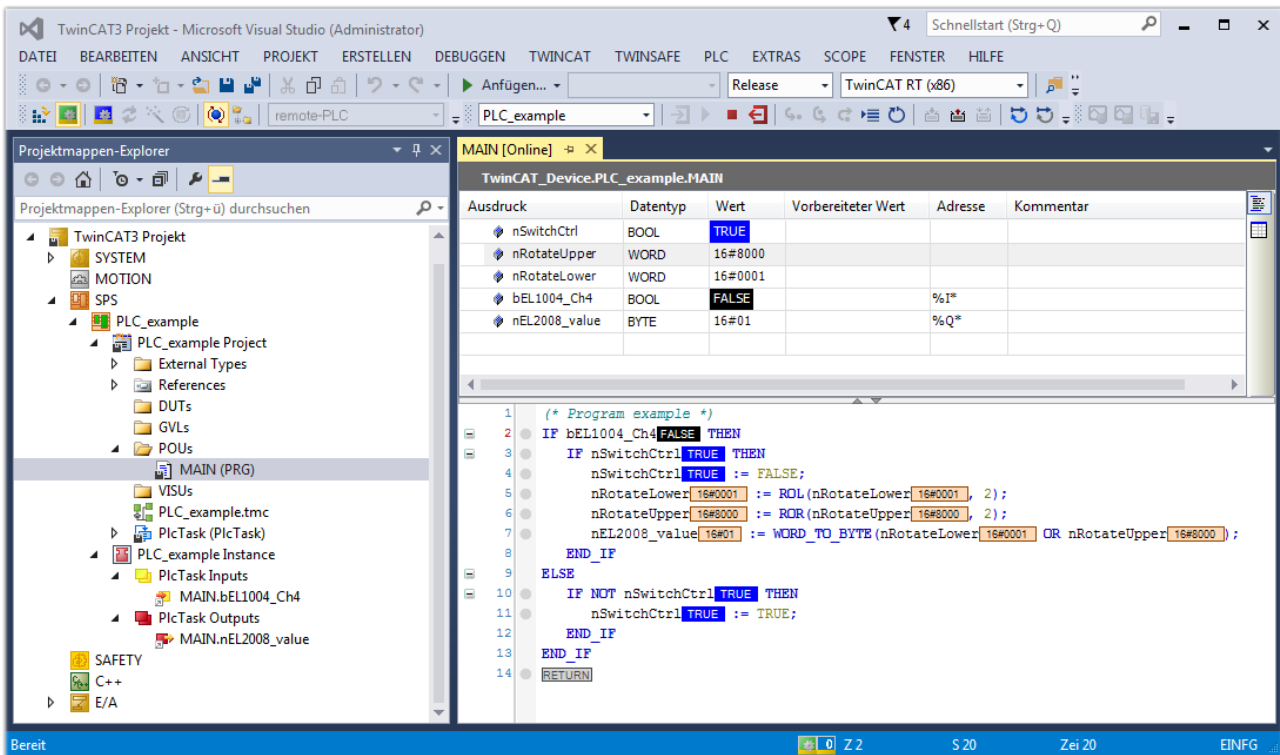 TwinCAT3 Projekt - Microsoft Visual Studio (Administrator) 4 Schnellstart (Strg+Q)
DATEI BEARBEITEN ANSICHT PROJEKT ERSTELLEN DEBUGGEN TWINCAT TWINSAFE PLC EXTRAS SCOPE FENSTER HILFE
Anfügen... Release TwinCAT RT (x86)
remote-PLC PLC_example
Projektmappen-Explorer
Projektmappen-Explorer (Strg+ü) durchsuchen
TwinCAT3 Projekt
SYSTEM
MOTION
SPS
PLC_example
PLC_example Project
External Types
References
DUTs
GVLs
POUs
MAIN (PRG)
VISUs
PLC_example.tmc
PlcTask (PlcTask)
PLC_example Instance
PlcTask Inputs
MAIN.bEL1004_Ch4
PlcTask Outputs
MAIN.nEL2008_value
SAFETY
C++
E/A
MAIN [Online]
TwinCAT_Device.PLC_example.MAIN
Ausdruck Datentyp Wert Vorbereiteter Wert Adresse Kommentar
nSwitchCtrl BOOL TRUE
nRotateUpper WORD 16#8000
nRotateLower WORD 16#0001
bEL1004_Ch4 BOOL FALSE %I*
nEL2008_value BYTE 16#01 %Q*
1 (* Program example *)
2 IF bEL1004_Ch4 FALSE THEN
3 IF nSwitchCtrl TRUE THEN
4 nSwitchCtrl TRUE := FALSE;
5 nRotateLower 16#0001 := ROL(nRotateLower 16#0001 , 2);
6 nRotateUpper 16#8000 := ROR(nRotateUpper 16#8000 , 2);
7 nEL2008_value 16#01 := WORD_TO_BYTE(nRotateLower 16#0001 OR nRotateUpper 16#8000 );
8 END_IF
9 ELSE
10 IF NOT nSwitchCtrl TRUE THEN
11 nSwitchCtrl TRUE := TRUE;
12 END_IF
13 END_IF
14 RETURN
Bereit 0 Z 2 S 20 Zei 20 EINFG